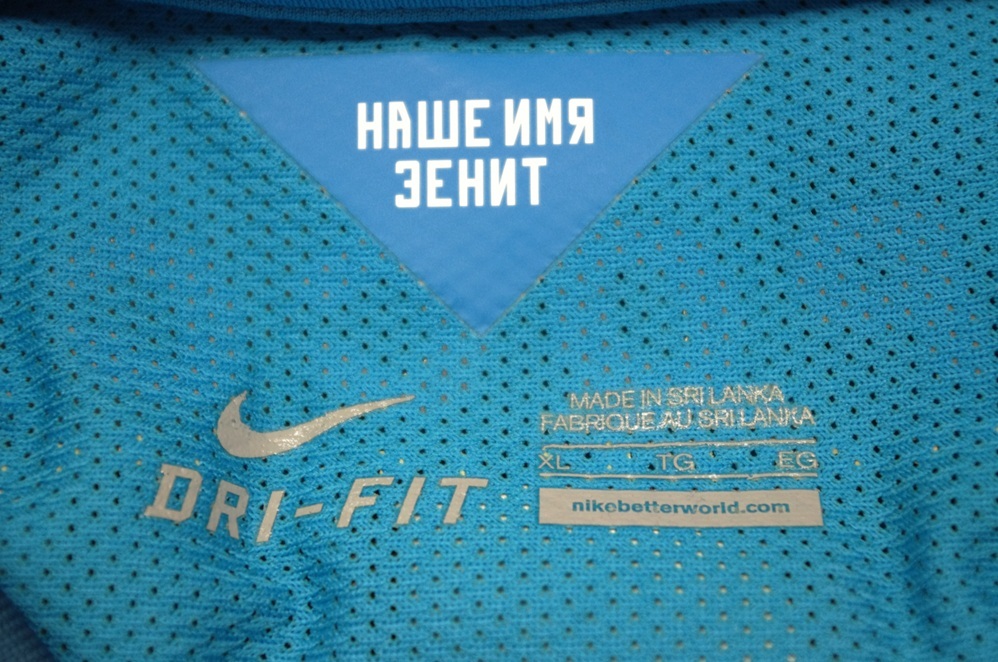 НАШЕ ИМЯ
ЗЕНИТ
DRI-FIT
MADE IN SRI LANKA
FABRIQUE AU SRI LANKA
XL TG EG
nikebetterworld.com